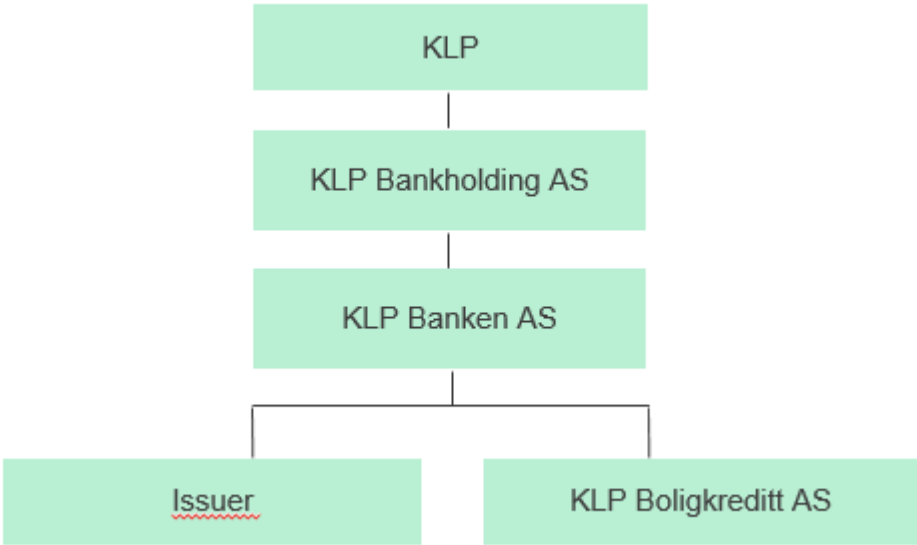 KLP
KLP Bankholding AS
KLP Banken AS
Issuer
KLP Boligkreditt AS